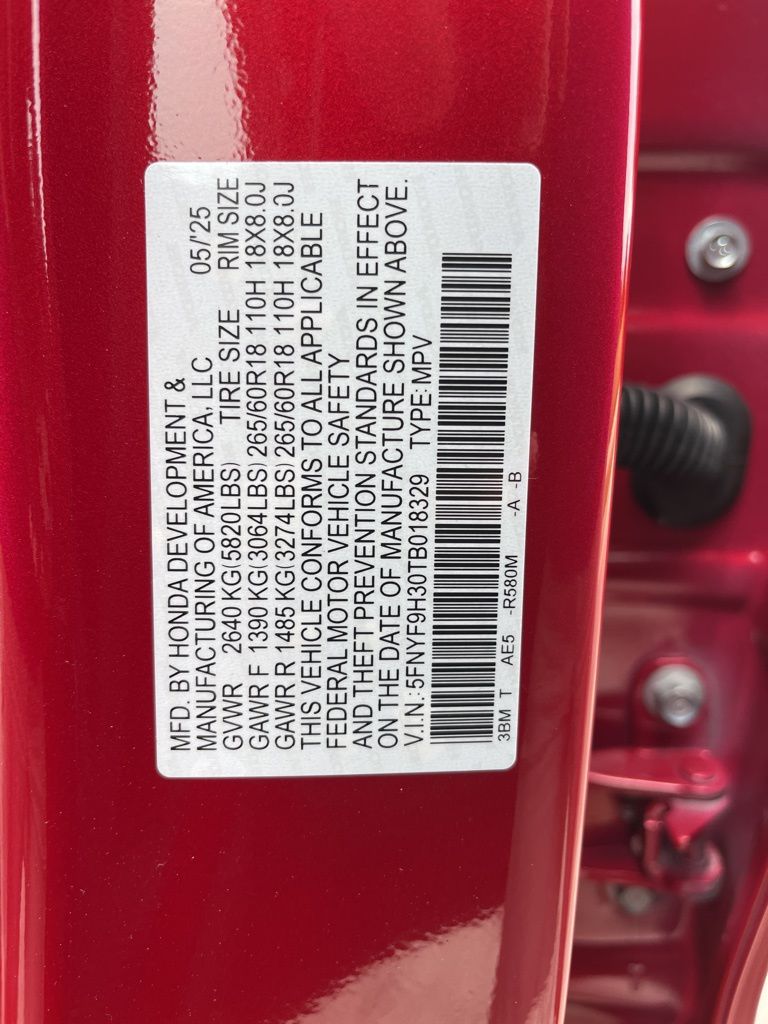 MFD. BY HONDA DEVELOPMENT &
MANUFACTURING OF AMERICA, LLC 05/'25
GVWR 2640 KG(5820LBS) TIRE SIZE RIM SIZE
GAWR F 1390 KG(3064LBS) 265/60R18 110H 18X8.0J
GAWR R 1485 KG(3274LBS) 265/60R18 110H 18X8.0J
THIS VEHICLE CONFORMS TO ALL APPLICABLE
FEDERAL MOTOR VEHICLE SAFETY
AND THEFT PREVENTION STANDARDS IN EFFECT
ON THE DATE OF MANUFACTURE SHOWN ABOVE.
V.I.N.: 5FNYF9H30TB018329 TYPE: MPV
3BM T AE5 -R580M -A -B